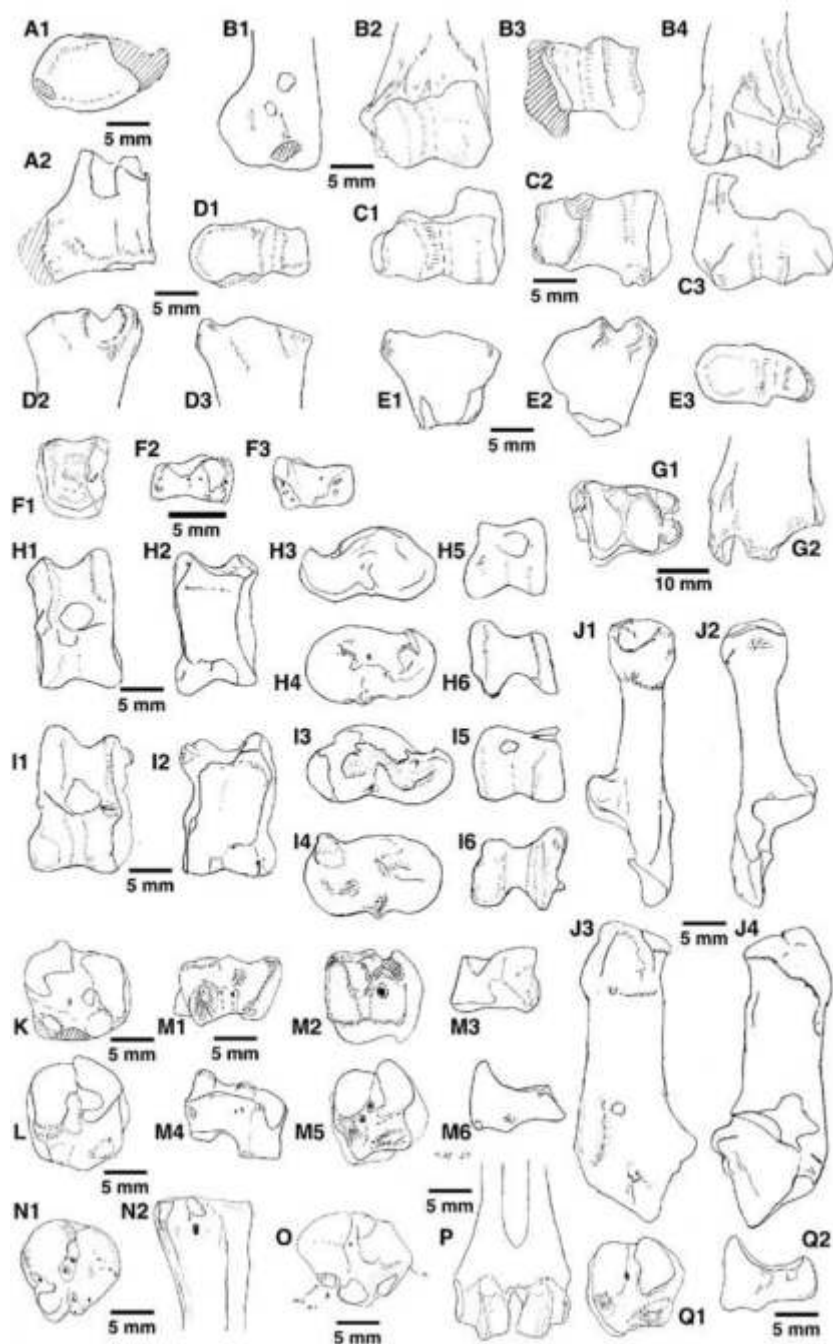 A1 B1 B2 B3 B4
5 mm
A2 5 mm
D1 C1 C2
5 mm 5 mm C3
D2 D3 E1 E2 E3
5 mm
F1 F2 F3 G1
5 mm G2
H1 H2 H3 H5 10 mm
J1 J2
H4 H6
5 mm
I1 I2 I3 I5
I4 I6
5 mm
J3 5 mm J4
K M1 M2 M3
5 mm 5 mm
L M4 M5 M6
5 mm
5 mm
N1 N2 O P Q2
5 mm 5 mm Q1 5 mm